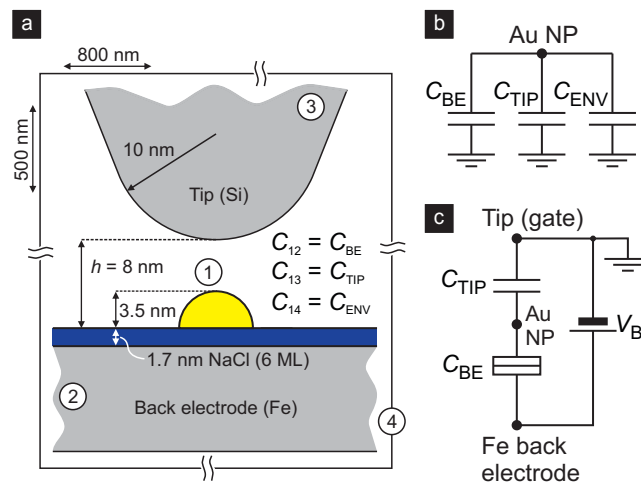 a
800 nm
500 nm
3
10 nm
Tip (Si)
h = 8 nm
1
C12 = CBE
C13 = CTIP
C14 = CENV
3.5 nm
1.7 nm NaCl (6 ML)
2
Back electrode (Fe)
4
b
Au NP
CBE
CTIP
CENV
c
Tip (gate)
CTIP
Au
NP
VB
CBE
Fe back
electrode